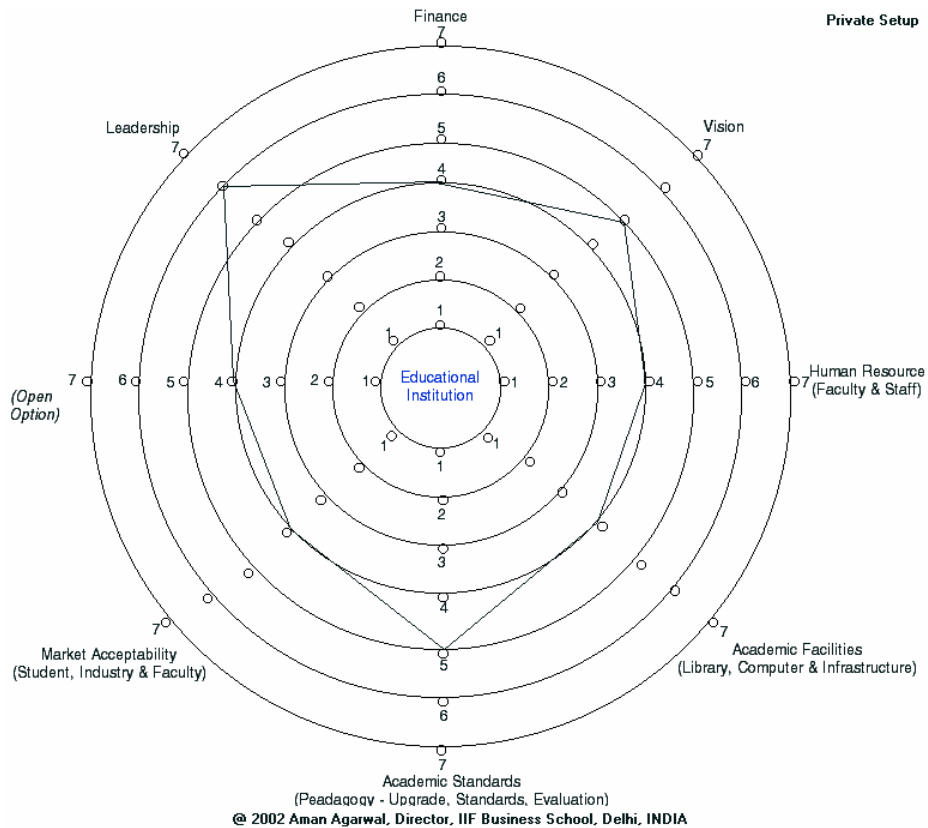 Finance
Private Setup
7
6
5
Leadership
Vision
7
7
4
3
2
1
1
1
7 6 5 4 3 2 1
Educational
Institution
1 2 3 4 5 6 7
Human Resource
(Faculty & Staff)
(Open
Option)
1
1
1
2
3
4
7
7
Market Acceptability
(Student, Industry & Faculty)
Academic Facilities
(Library, Computer & Infrastructure)
5
6
7
Academic Standards
(Peadagogy - Upgrade, Standards, Evaluation)
@ 2002 Aman Agarwal, Director, IIF Business School, Delhi, INDIA